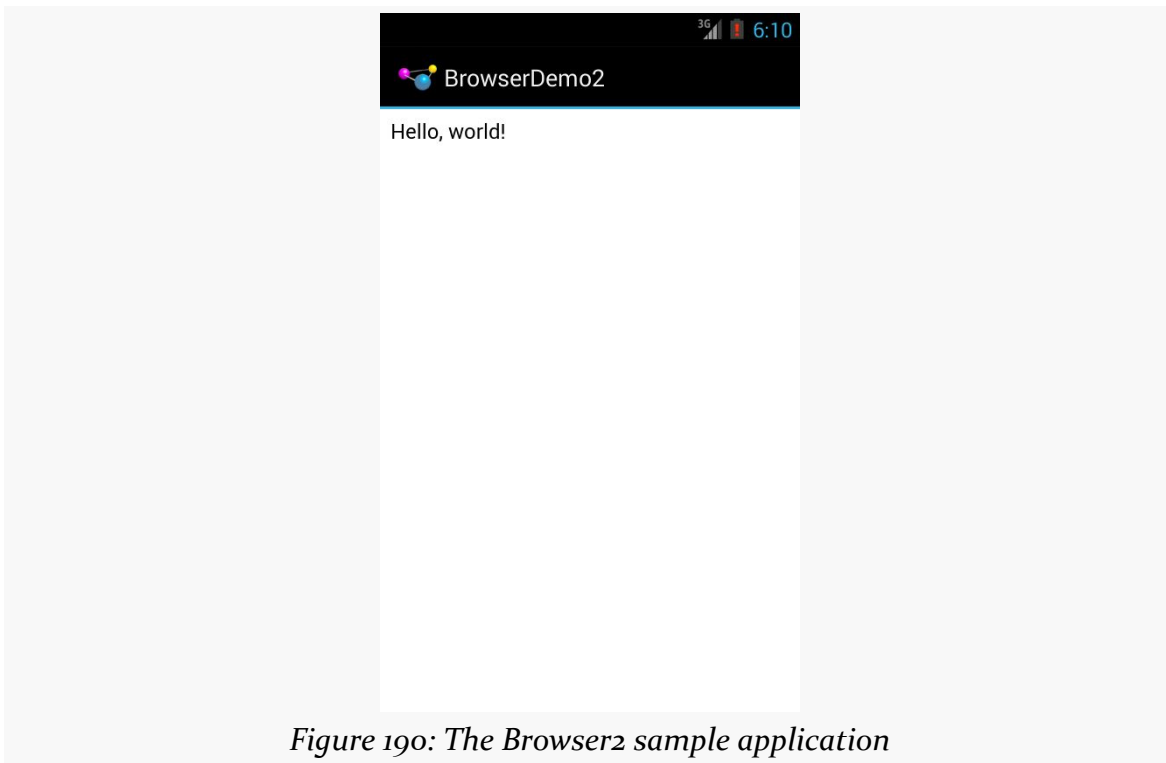 3G 6:10
BrowserDemo2
Hello, world!
Figure 190: The Browser2 sample application